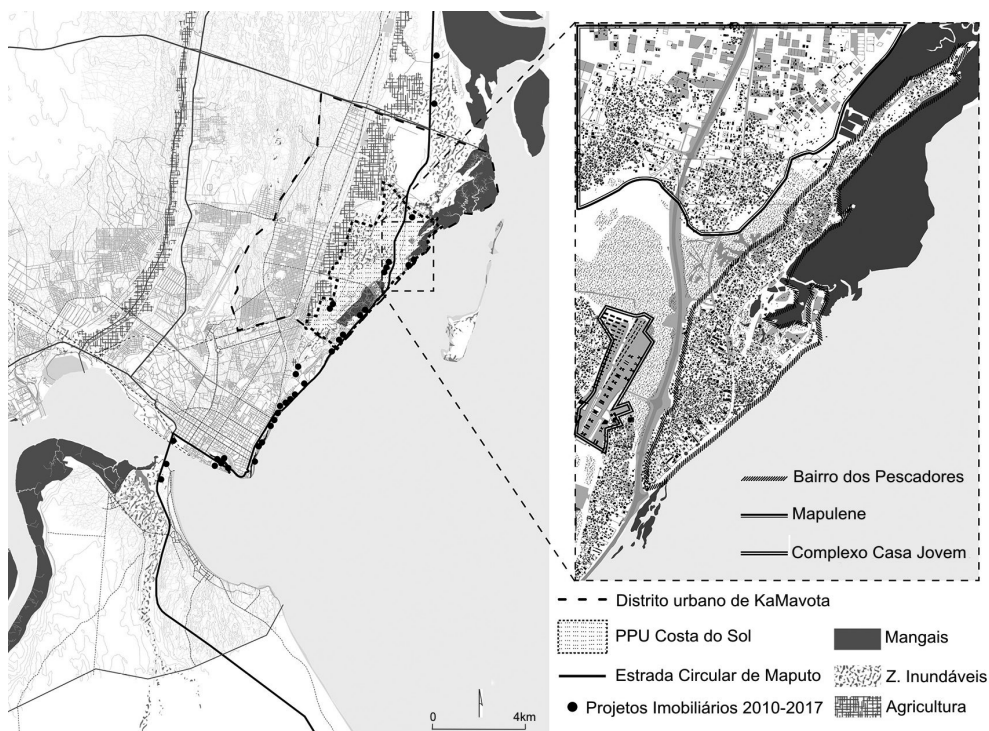 Bairro dos Pescadores
Mapulene
Complexo Casa Jovem
Distrito urbano de KaMavota
PPU Costa do Sol
Mangais
Estrada Circular de Maputo
Z. Inundáveis
Projetos Imobiliários 2010-2017
Agricultura
0 4km